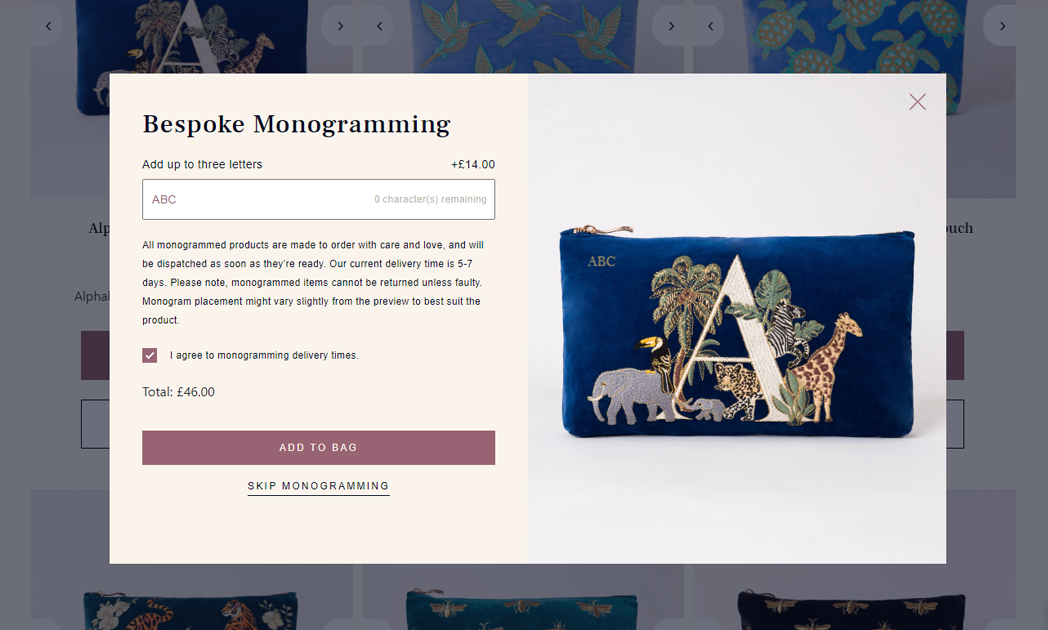 Bespoke Monogramming
Add up to three letters
+£14.00
ABC
0 character(s) remaining
All monogrammed products are made to order with care and love, and will
be dispatched as soon as they're ready. Our current delivery time is 5-7
days. Please note, monogrammed items cannot be returned unless faulty.
Monogram placement might vary slightly from the preview to best suit the
product.
I agree to monogramming delivery times.
Total: £46.00
ADD TO BAG
SKIP MONOGRAMMING
ABC
A
A